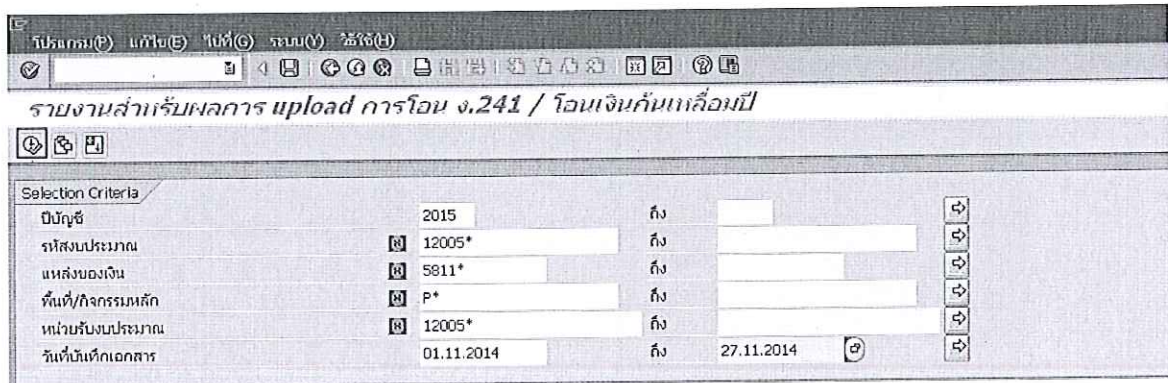 โปรแกรม(P) แก้ไข(E) ไปที่(G) ระบบ(Y) วิธีใช้(H)
รายงานสำหรับผลการ upload การโอน ง.241 / โอนเงินกันเหลื่อมปี
Selection Criteria
ปีบัญชี 2015 ถึง
รหัสงบประมาณ 12005* ถึง
แหล่งของเงิน 5811* ถึง
พื้นที่/กิจกรรมหลัก P* ถึง
หน่วยรับงบประมาณ 12005* ถึง
วันที่บันทึกเอกสาร 01.11.2014 ถึง 27.11.2014